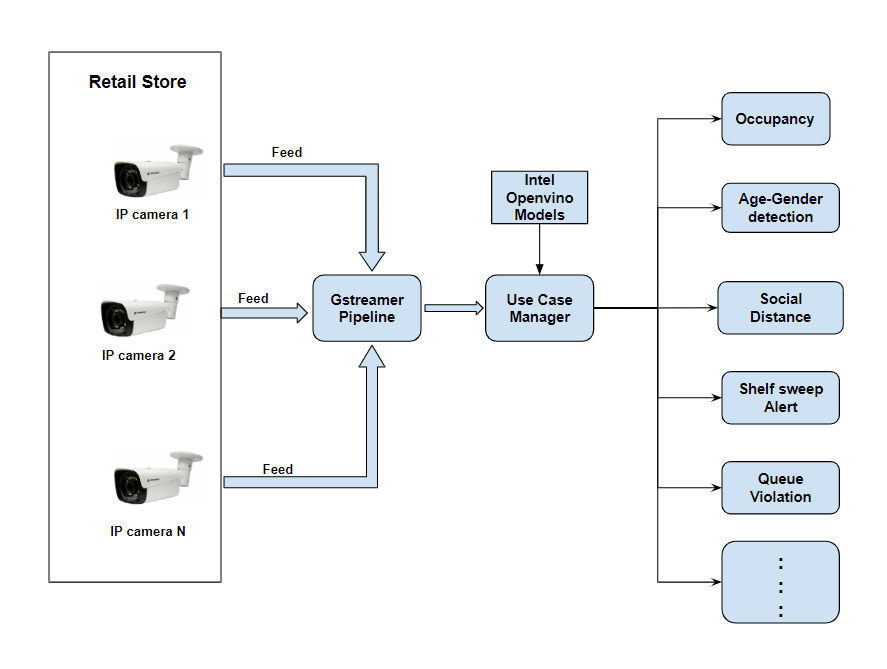 Retail Store
Feed
IP camera 1
Feed
IP camera 2
Feed
IP camera N
Gstreamer
Pipeline
Intel
Openvino
Models
Use Case
Manager
Occupancy
Age-Gender
detection
Social
Distance
Shelf sweep
Alert
Queue
Violation
:
:
: